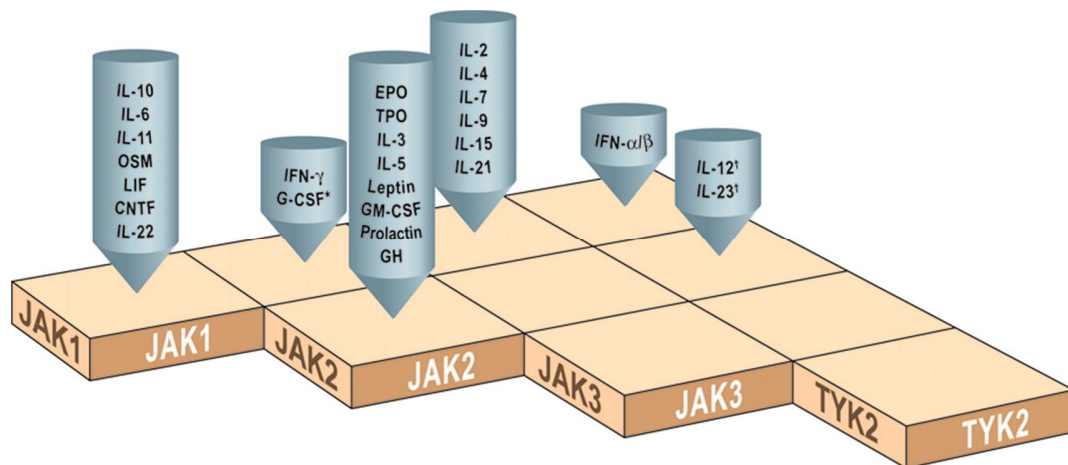 IL-10
IL-6
IL-11
OSM
LIF
CNTF
IL-22
IFN-γ
G-CSF*
EPO
TPO
IL-3
IL-5
Leptin
GM-CSF
Prolactin
GH
IL-2
IL-4
IL-7
IL-9
IL-15
IL-21
IFN-α/β
IL-12†
IL-23†
JAK1
JAK1
JAK2
JAK2
JAK3
JAK3
TYK2
TYK2